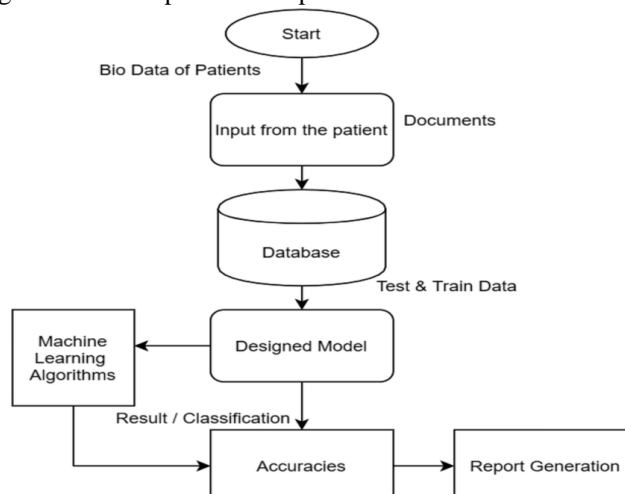 Start
Bio Data of Patients
Input from the patient
Documents
Database
Test & Train Data
Machine
Learning
Algorithms
Designed Model
Result / Classification
Accuracies
Report Generation